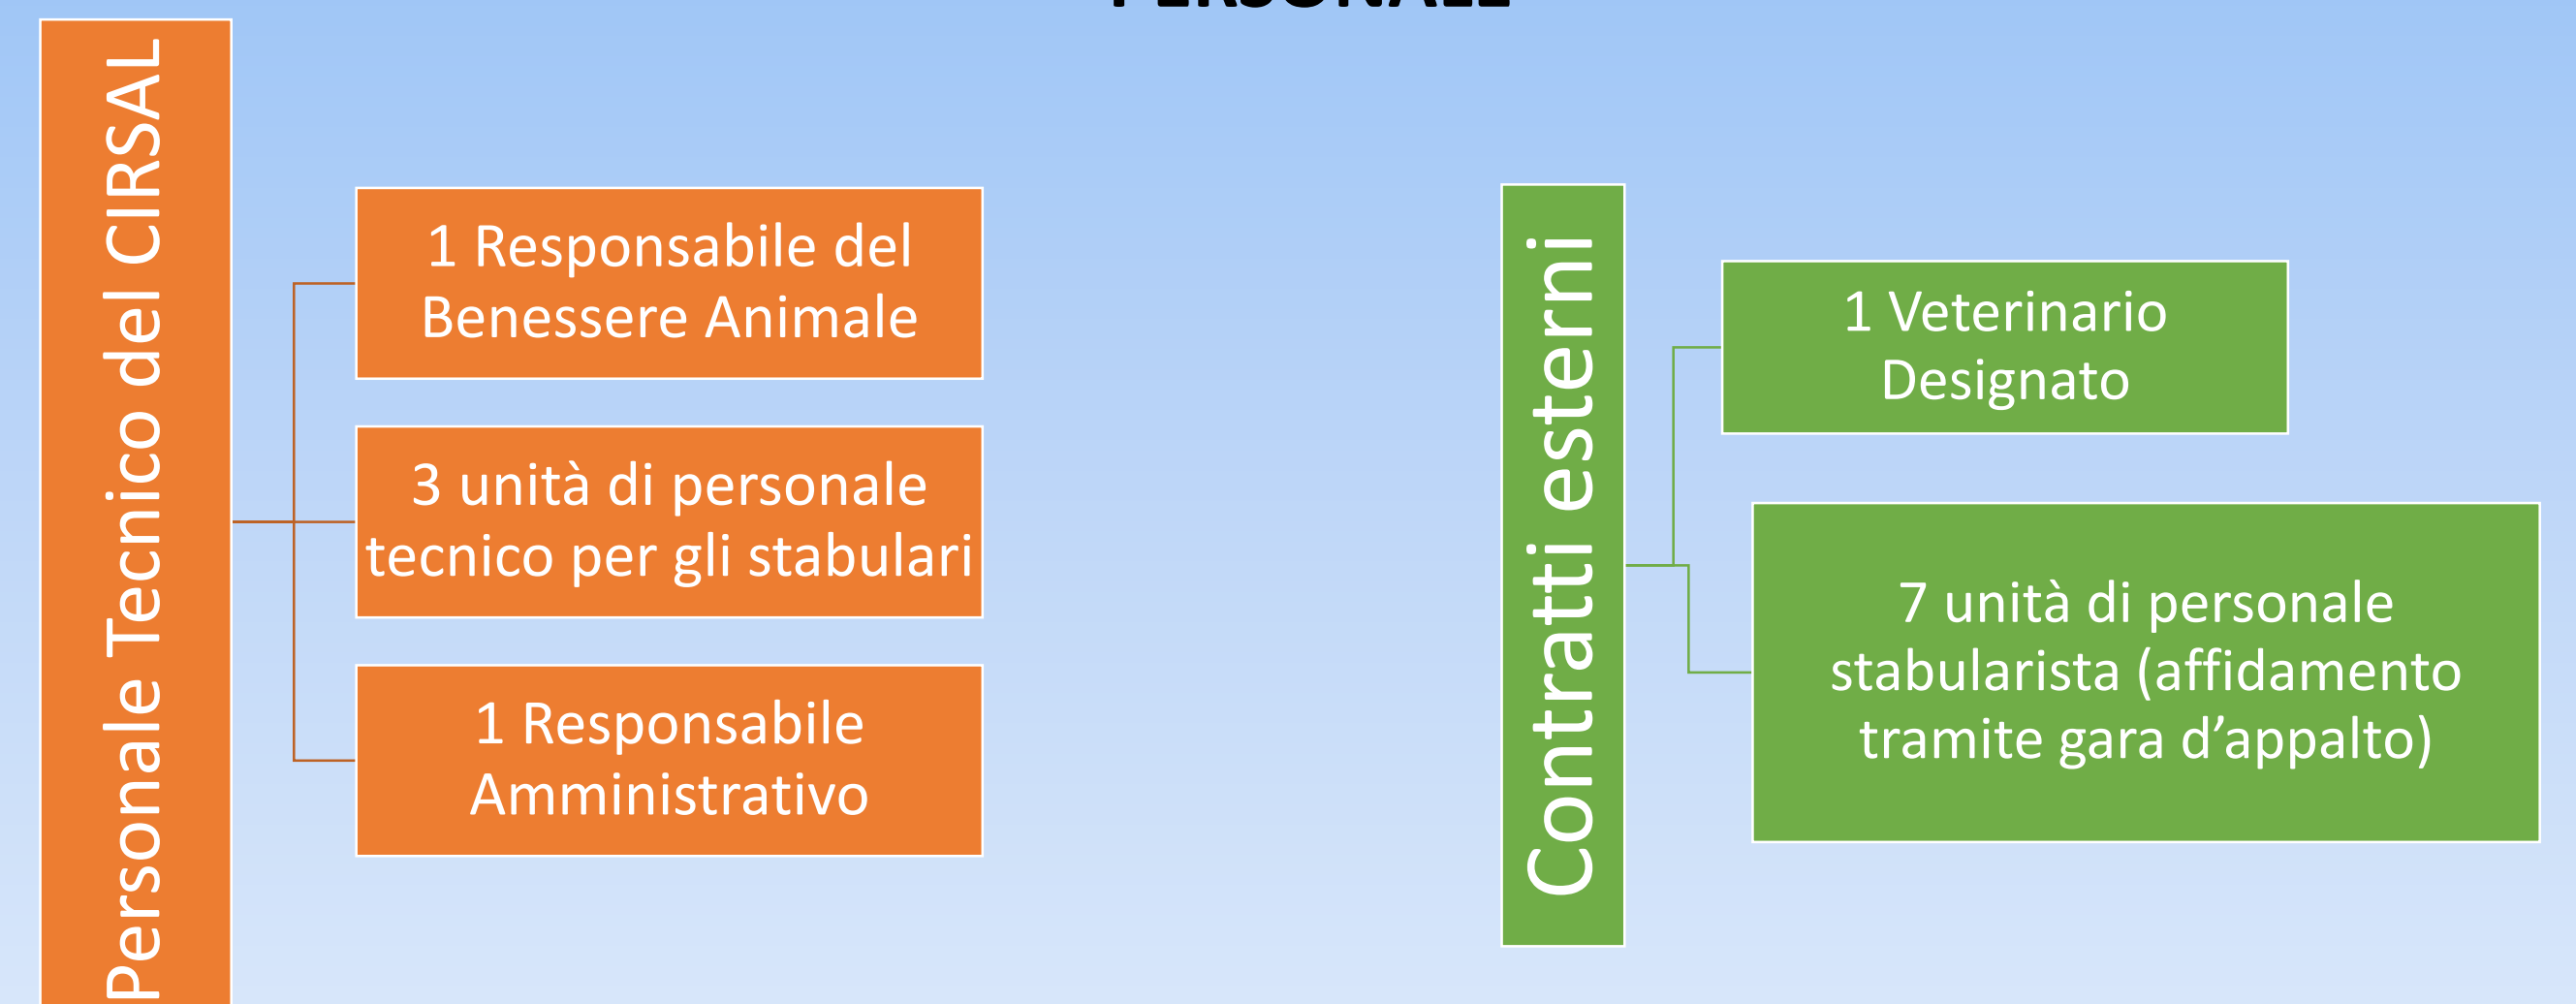 PERSONALE
Personale Tecnico del CIRSAL
1 Responsabile del
Benessere Animale
3 unità di personale
tecnico per gli stabulari
1 Responsabile
Amministrativo
Contratti esterni
1 Veterinario
Designato
7 unità di personale
stabularista (affidamento
tramite gara d’appalto)